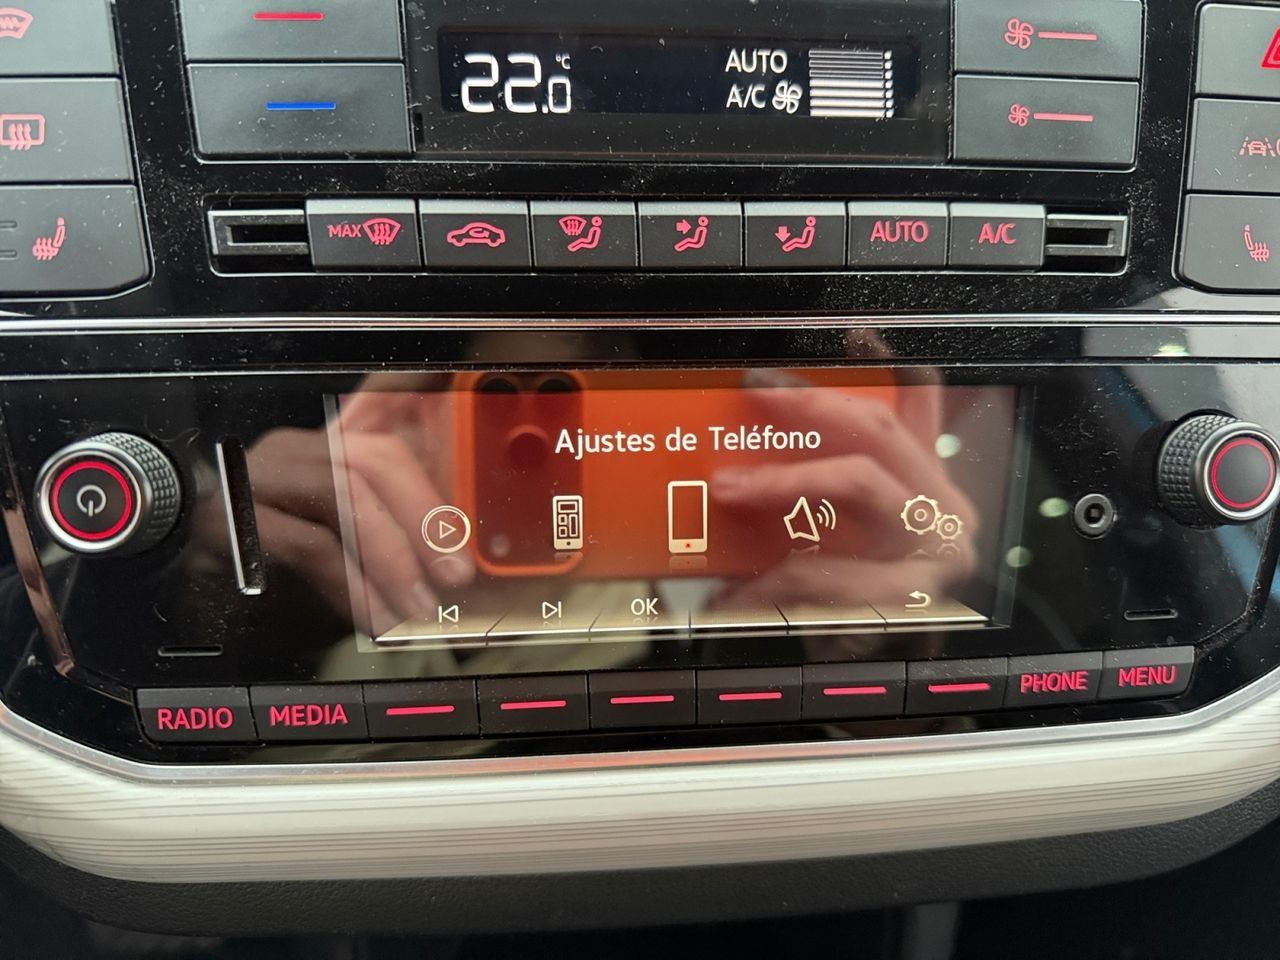 22.0 °C
AUTO
A/C
MAX
AUTO
A/C
Ajustes de Teléfono
OK
RADIO
MEDIA
PHONE
MENU